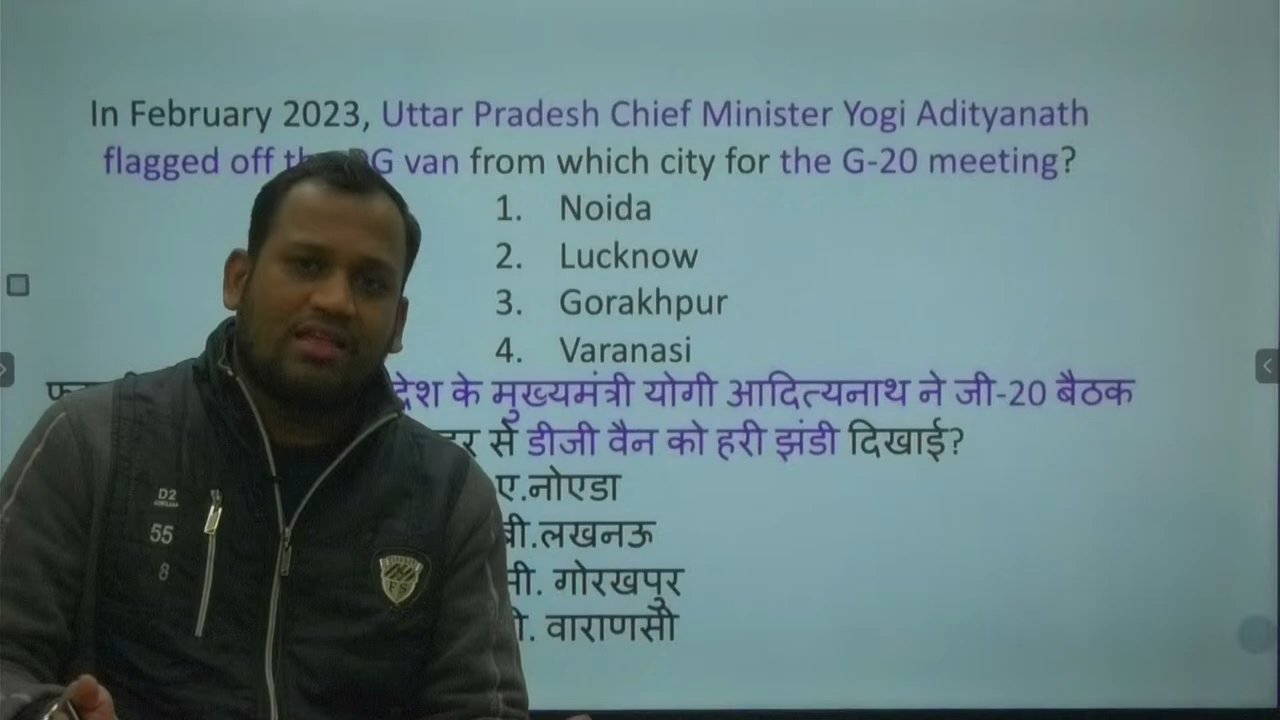 In February 2023, Uttar Pradesh Chief Minister Yogi Adityanath
flagged off van from which city for the G-20 meeting?
1. Noida
2. Lucknow
3. Gorakhpur
4. Varanasi
के मुख्यमंत्री योगी आदित्यनाथ ने जी-20 बैठक
से डीजी वैन को हरी झंडी दिखाई?
ए.नोएडा
बी.लखनऊ
सी. गोरखपुर
वाराणसी
D2
55
8